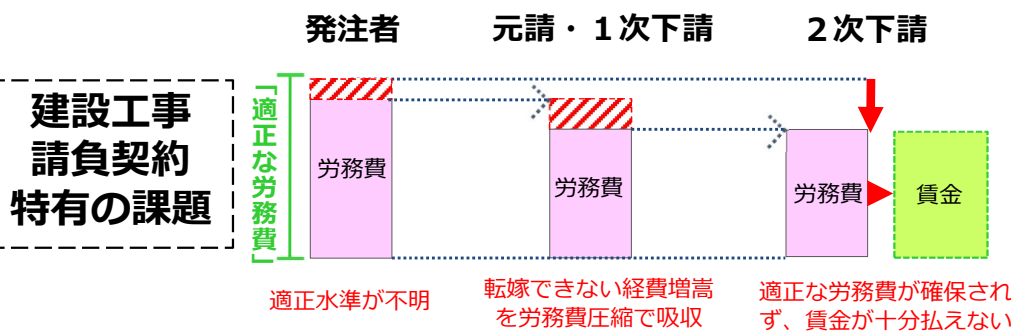 発注者
元請・１次下請
２次下請
建設工事
請負契約
特有の課題
「適正な労務費」
労務費
労務費
労務費
賃金
適正水準が不明
転嫁できない経費増嵩
を労務費圧縮で吸収
適正な労務費が確保され
ず、賃金が十分払えない